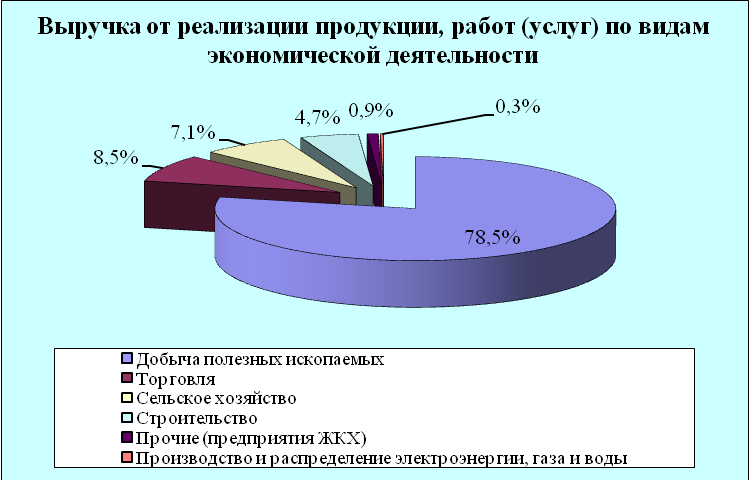 Выручка от реализации продукции, работ (услуг) по видам
экономической деятельности
0,3%
4,7%
0,9%
7,1%
8,5%
78,5%
Добыча полезных ископаемых
Торговля
Сельское хозяйство
Строительство
Прочие (предприятия ЖКХ)
Производство и распределение электроэнергии, газа и воды